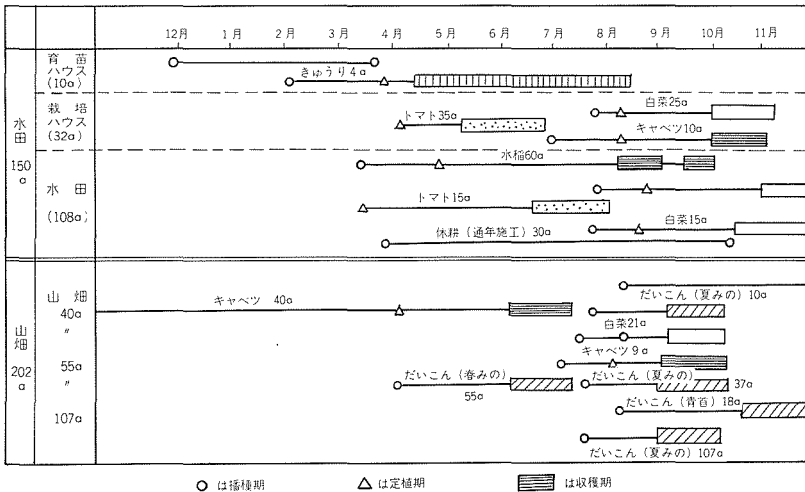 12月 1月 2月 3月 4月 5月 6月 7月 8月 9月 10月 11月
水田 150a
育苗ハウス (10a)
きゅうり4a
栽培ハウス (32a)
トマト35a
白菜25a
キャベツ10a
水田 (108a)
水稲60a
トマト15a
白菜15a
休耕(通年施工)30a
山畑 202a
山畑 40a
〃 55a
〃 107a
だいこん(夏みの)10a
キャベツ 40a
白菜21a
キャベツ9a
だいこん(春みの) 55a
だいこん(夏みの) 37a
だいこん(青首)18a
だいこん(夏みの)107a
○ は播種期 △ は定植期 は収穫期